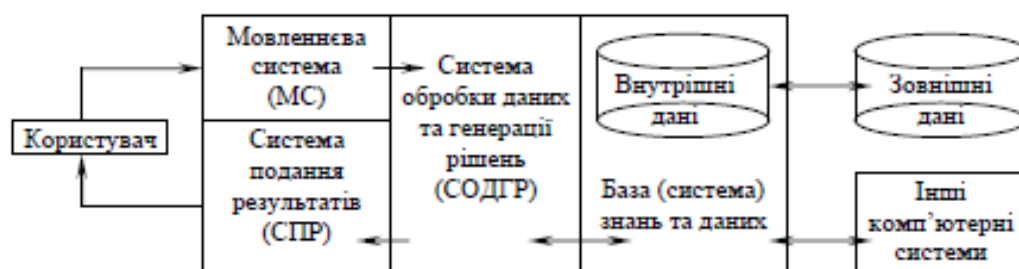 Користувач
Мовленнєва
система
(МС)
Система
подання
результатів
(СПР)
Система
обробки даних
та генерації
рішень
(СОДГР)
Внутрішні
дані
База (система)
знань та даних
Зовнішні
дані
Інші
комп’ютерні
системи